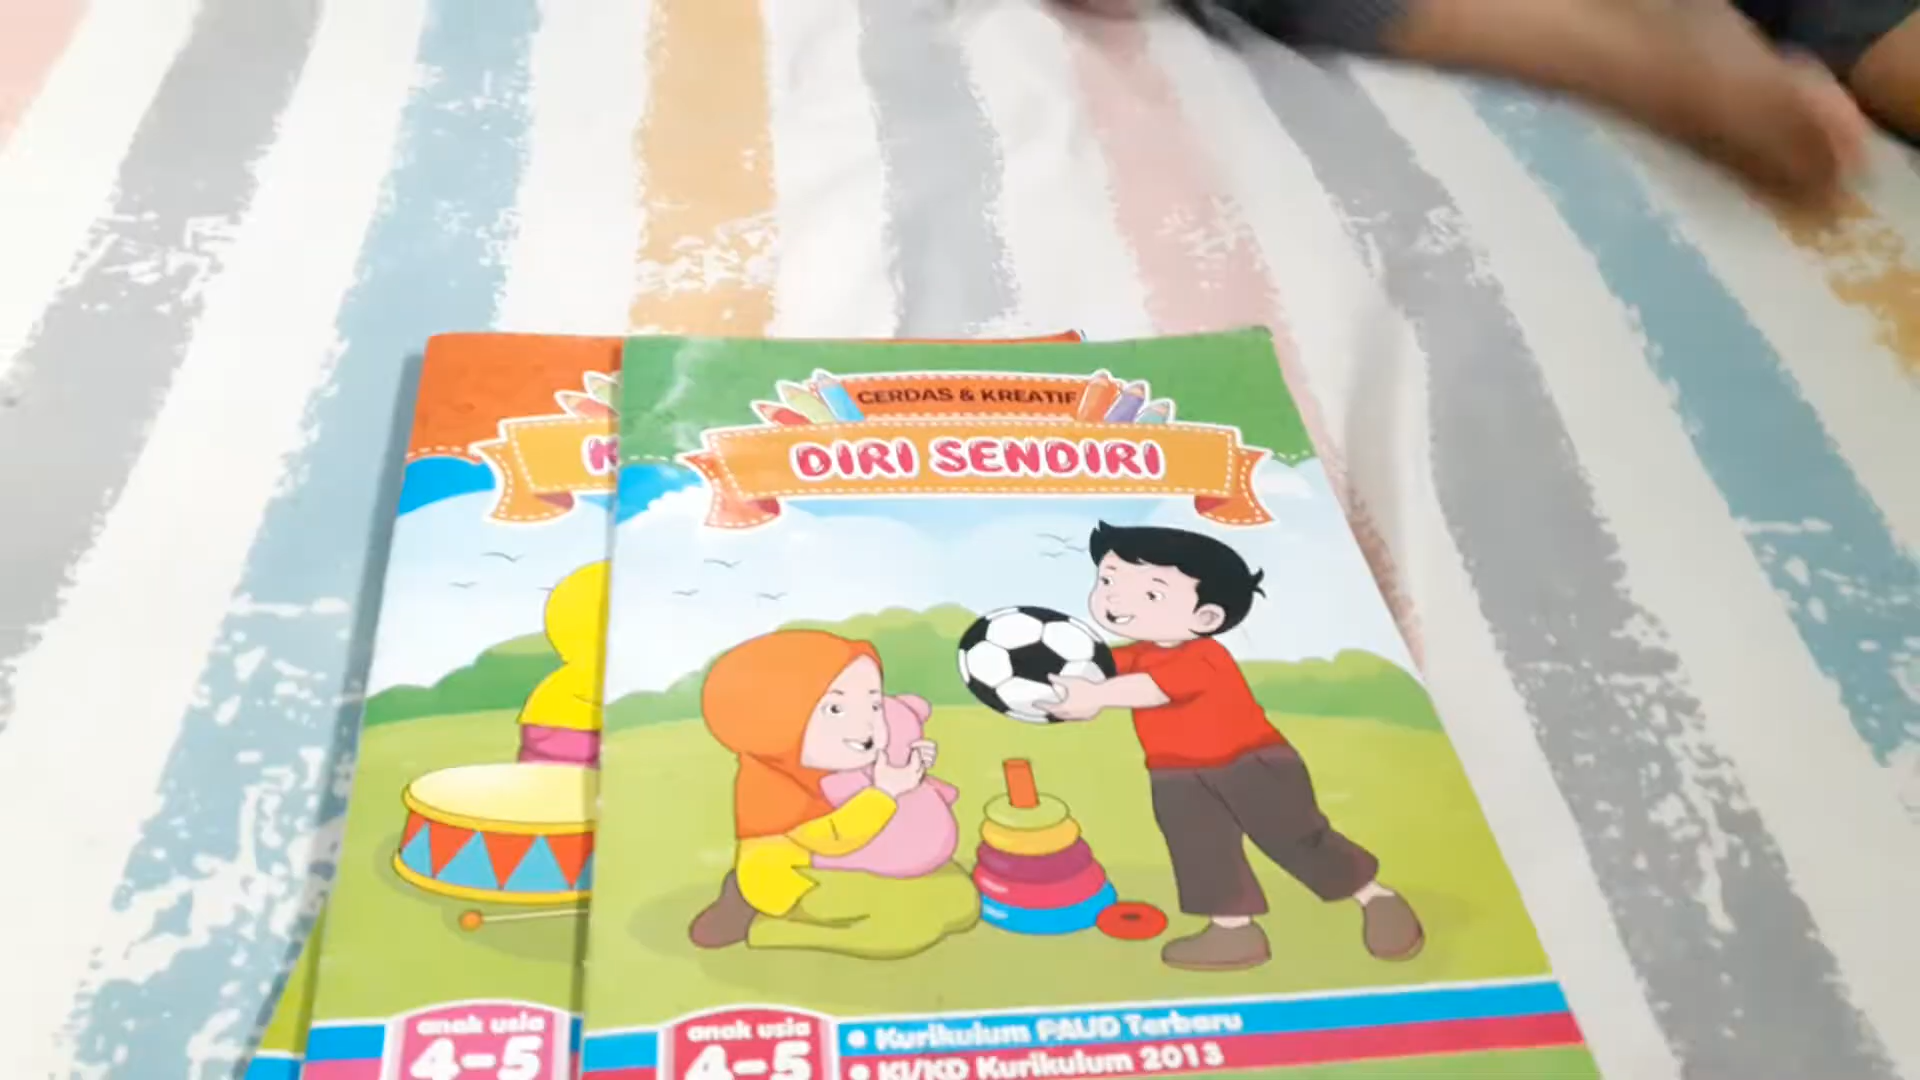 CERDAS & KREATIF
DIRI SENDIRI
K
anak usia
4-5
anak usia
4-5
• Kurikulum PAUD Terbaru
• KI/KD Kurikulum 2013